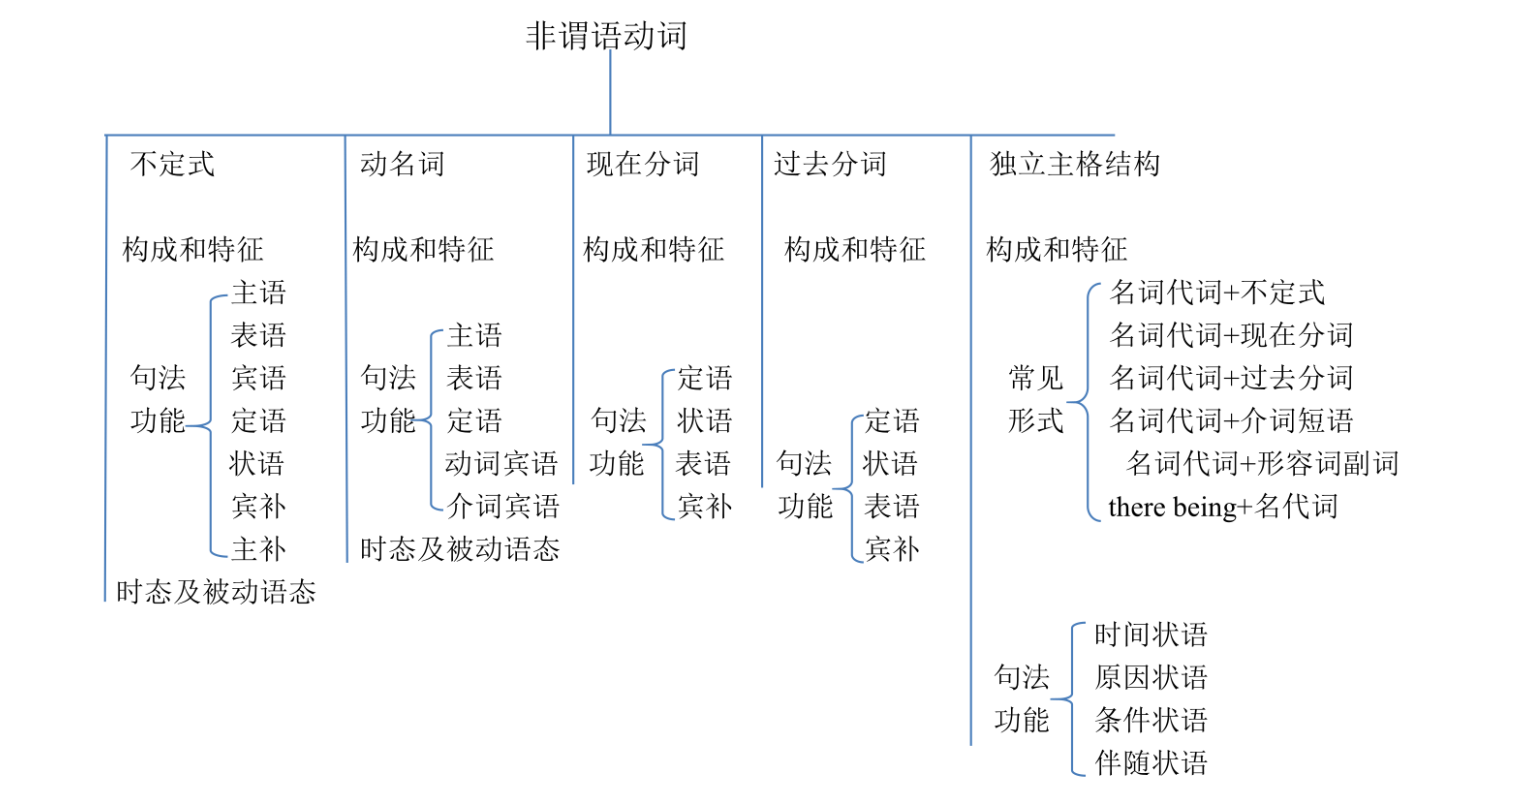 非谓语动词
不定式
构成和特征
句法
功能
主语
表语
宾语
定语
状语
宾补
主补
时态及被动语态
动名词
构成和特征
句法
功能
主语
表语
定语
动词宾语
介词宾语
时态及被动语态
现在分词
构成和特征
句法
功能
定语
状语
表语
宾补
过去分词
构成和特征
句法
功能
定语
状语
表语
宾补
独立主格结构
构成和特征
常见
形式
名词代词+不定式
名词代词+现在分词
名词代词+过去分词
名词代词+介词短语
名词代词+形容词副词
there being+名代词
句法
功能
时间状语
原因状语
条件状语
伴随状语